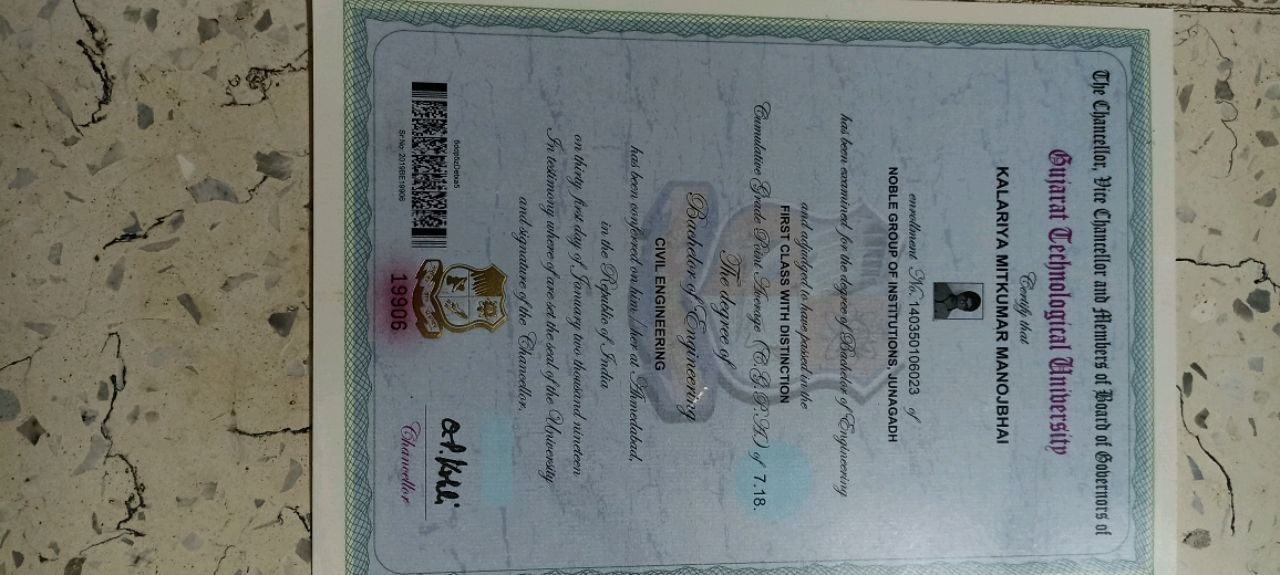 The Chancellor, Vice Chancellor and Members of Board of Governors of
Gujarat Technological University
Certify that
KALARIYA MITKUMAR MANOJBHAI
enrollment No. 140350106023 of
NOBLE GROUP OF INSTITUTIONS, JUNAGADH
has been examined for the degree of Bachelor of Engineering
and adjudged to have passed in the
FIRST CLASS WITH DISTINCTION
Cumulative Grade Point Average (C.G.P.A) of 7.18.
The degree of
Bachelor of Engineering
CIVIL ENGINEERING
has been conferred on him / her at Ahmedabad,
in the Republic of India
on thirty first day of January two thousand nineteen
In testimony where of are set the seal of the University
and signature of the Chancellor.
Sr No: 2019BE19906
19906
Chancellor